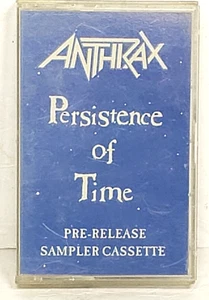 ANTHRAX
Persistence
of
Time
PRE-RELEASE
SAMPLER CASSETTE